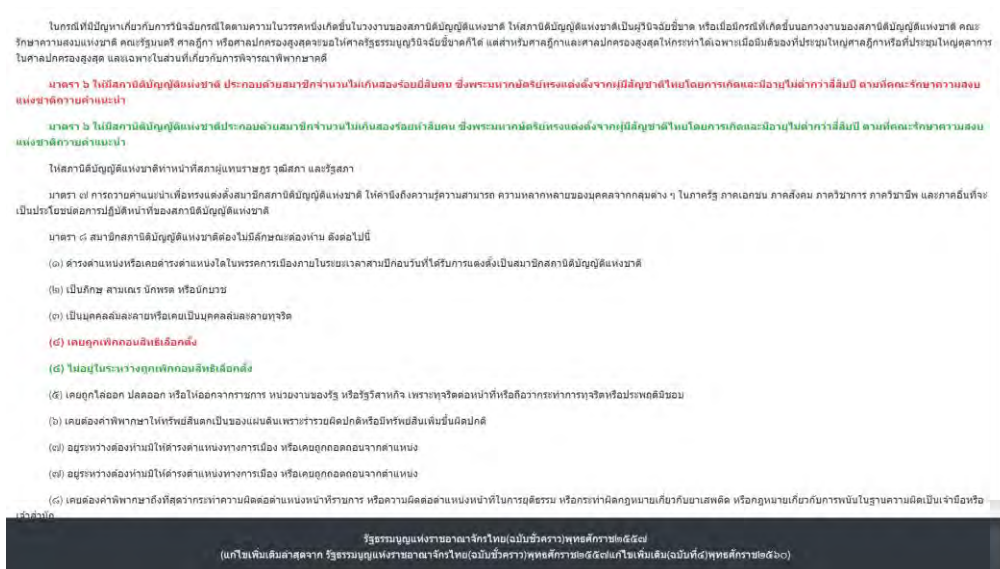 ในกรณีที่มีปัญหาเกี่ยวกับการวินิจฉัยกรณีใดตามความในวรรคหนึ่งเกิดขึ้นในวงงานของสภานิติบัญญัติแห่งชาติ ให้สภานิติบัญญัติแห่งชาติเป็นผู้วินิจฉัยชี้ขาด หรือเมื่อมีกรณีที่เกิดขึ้นนอกวงงานของสภานิติบัญญัติแห่งชาติ คณะ
รักษาความสงบแห่งชาติ คณะรัฐมนตรี ศาลฎีกา หรือศาลปกครองสูงสุดจะขอให้ศาลรัฐธรรมนูญวินิจฉัยชี้ขาดก็ได้ แต่สำหรับศาลฎีกาและศาลปกครองสูงสุดให้กระทำได้เฉพาะเมื่อมีมติของที่ประชุมใหญ่ศาลฎีกาหรือที่ประชุมใหญ่ตุลาการ
ในศาลปกครองสูงสุด และเฉพาะในส่วนที่เกี่ยวกับการพิจารณาพิพากษาคดี
มาตรา ๖ ให้มีสภานิติบัญญัติแห่งชาติ ประกอบด้วยสมาชิกจำนวนไม่เกินสองร้อยยี่สิบคน ซึ่งพระมหากษัตริย์ทรงแต่งตั้งจากผู้มีสัญชาติไทยโดยการเกิดและมีอายุไม่ต่ำกว่าสี่สิบปี ตามที่คณะรักษาความสงบ
แห่งชาติถวายคำแนะนำ
มาตรา ๖ ให้มีสภานิติบัญญัติแห่งชาติประกอบด้วยสมาชิกจำนวนไม่เกินสองร้อยห้าสิบคน ซึ่งพระมหากษัตริย์ทรงแต่งตั้งจากผู้มีสัญชาติไทยโดยการเกิดและมีอายุไม่ต่ำกว่าสี่สิบปี ตามที่คณะรักษาความสงบ
แห่งชาติถวายคำแนะนำ
ให้สภานิติบัญญัติแห่งชาติทำหน้าที่สภาผู้แทนราษฎร วุฒิสภา และรัฐสภา
มาตรา ๗ การถวายคำแนะนำเพื่อทรงแต่งตั้งสมาชิกสภานิติบัญญัติแห่งชาติ ให้คำนึงถึงความรู้ความสามารถ ความหลากหลายของบุคคลจากกลุ่มต่าง ๆ ในภาครัฐ ภาคเอกชน ภาคสังคม ภาควิชาการ ภาควิชาชีพ และภาคอื่นที่จะ
เป็นประโยชน์ต่อการปฏิบัติหน้าที่ของสภานิติบัญญัติแห่งชาติ
มาตรา ๘ สมาชิกสภานิติบัญญัติแห่งชาติต้องไม่มีลักษณะต้องห้าม ดังต่อไปนี้
(๑) ดำรงตำแหน่งหรือเคยดำรงตำแหน่งใดในพรรคการเมืองภายในระยะเวลาสามปีก่อนวันที่ได้รับการแต่งตั้งเป็นสมาชิกสภานิติบัญญัติแห่งชาติ
(๒) เป็นภิกษุ สามเณร นักพรต หรือนักบวช
(๓) เป็นบุคคลล้มละลายหรือเคยเป็นบุคคลล้มละลายทุจริต
(๔) เคยถูกเพิกถอนสิทธิเลือกตั้ง
(๔) ไม่อยู่ในระหว่างถูกเพิกถอนสิทธิเลือกตั้ง
(๕) เคยถูกไล่ออก ปลดออก หรือให้ออกจากราชการ หน่วยงานของรัฐ หรือรัฐวิสาหกิจ เพราะทุจริตต่อหน้าที่หรือถือว่ากระทำการทุจริตหรือประพฤติมิชอบ
(๖) เคยต้องคำพิพากษาให้ทรัพย์สินตกเป็นของแผ่นดินเพราะร่ำรวยผิดปกติหรือมีทรัพย์สินเพิ่มขึ้นผิดปกติ
(๗) อยู่ระหว่างต้องห้ามมิให้ดำรงตำแหน่งทางการเมือง หรือเคยถูกถอดถอนจากตำแหน่ง
(๗) อยู่ระหว่างต้องห้ามมิให้ดำรงตำแหน่งทางการเมือง หรือเคยถูกถอดถอนจากตำแหน่ง
(๘) เคยต้องคำพิพากษาถึงที่สุดว่ากระทำความผิดต่อตำแหน่งหน้าที่ราชการ หรือความผิดต่อตำแหน่งหน้าที่ในการยุติธรรม หรือกระทำผิดกฎหมายเกี่ยวกับยาเสพติด หรือกฎหมายเกี่ยวกับการพนันในฐานความผิดเป็นเจ้ามือหรือ
เจ้าสำนัก
รัฐธรรมนูญแห่งราชอาณาจักรไทย(ฉบับชั่วคราว)พุทธศักราช๒๕๕๗
(แก้ไขเพิ่มเติมล่าสุดจาก รัฐธรรมนูญแห่งราชอาณาจักรไทย(ฉบับชั่วคราว)พุทธศักราช๒๕๕๗แก้ไขเพิ่มเติม(ฉบับที่๔)พุทธศักราช๒๕๖๐)